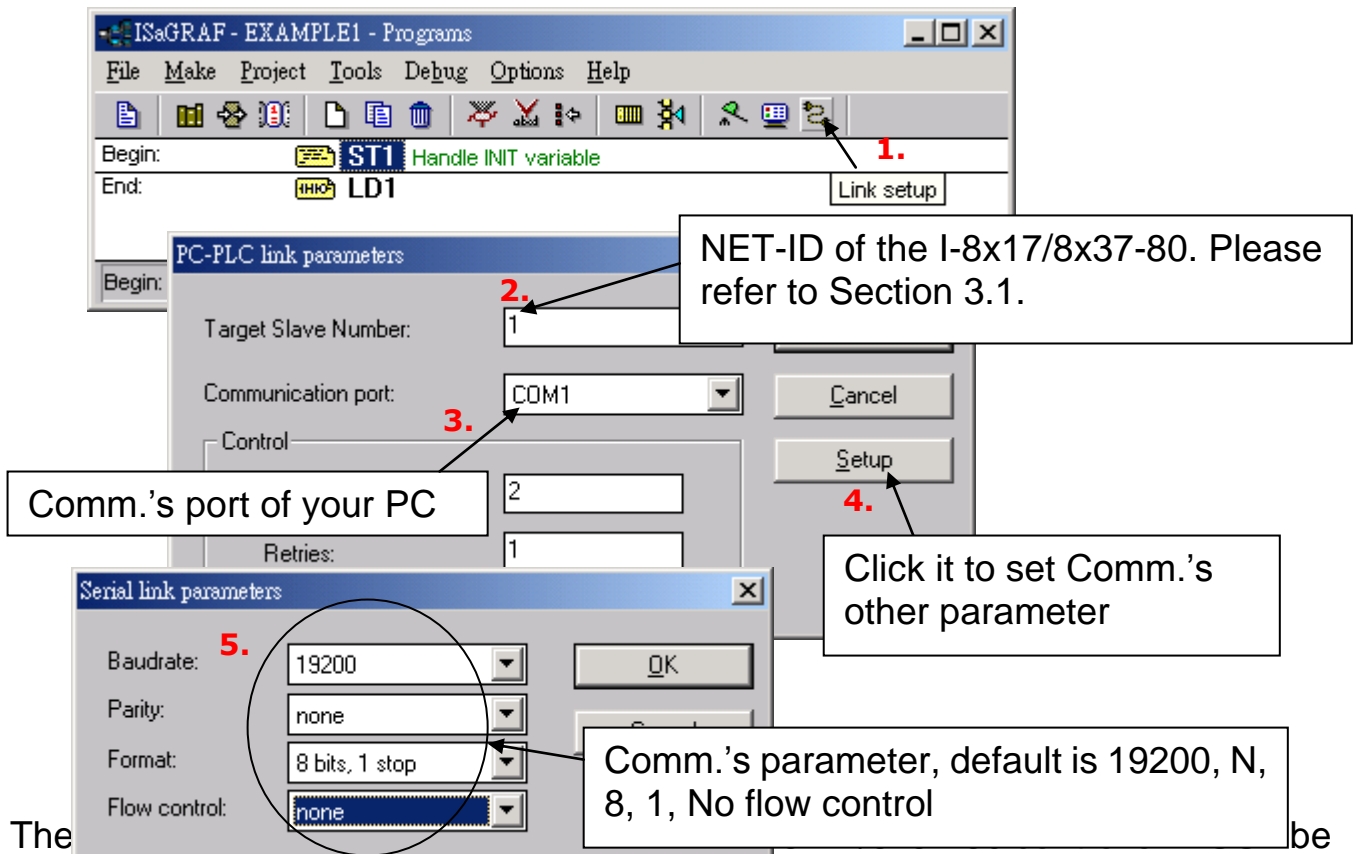 ISaGRAF - EXAMPLE1 - Programs
File Make Project Tools Debug Options Help
1.
Begin: ST1 Handle INIT variable
End: LD1
Link setup
Begin:
PC-PLC link parameters
NET-ID of the I-8x17/8x37-80. Please
refer to Section 3.1.
2.
Target Slave Number: 1
Communication port: COM1
Cancel
3.
Control
Setup
Comm.'s port of your PC
2
4.
Retries: 1
Click it to set Comm.'s
other parameter
Serial link parameters
5.
Baudrate: 19200
OK
Parity: none
Format: 8 bits, 1 stop
Comm.'s parameter, default is 19200, N,
8, 1, No flow control
Flow control: none
The
be